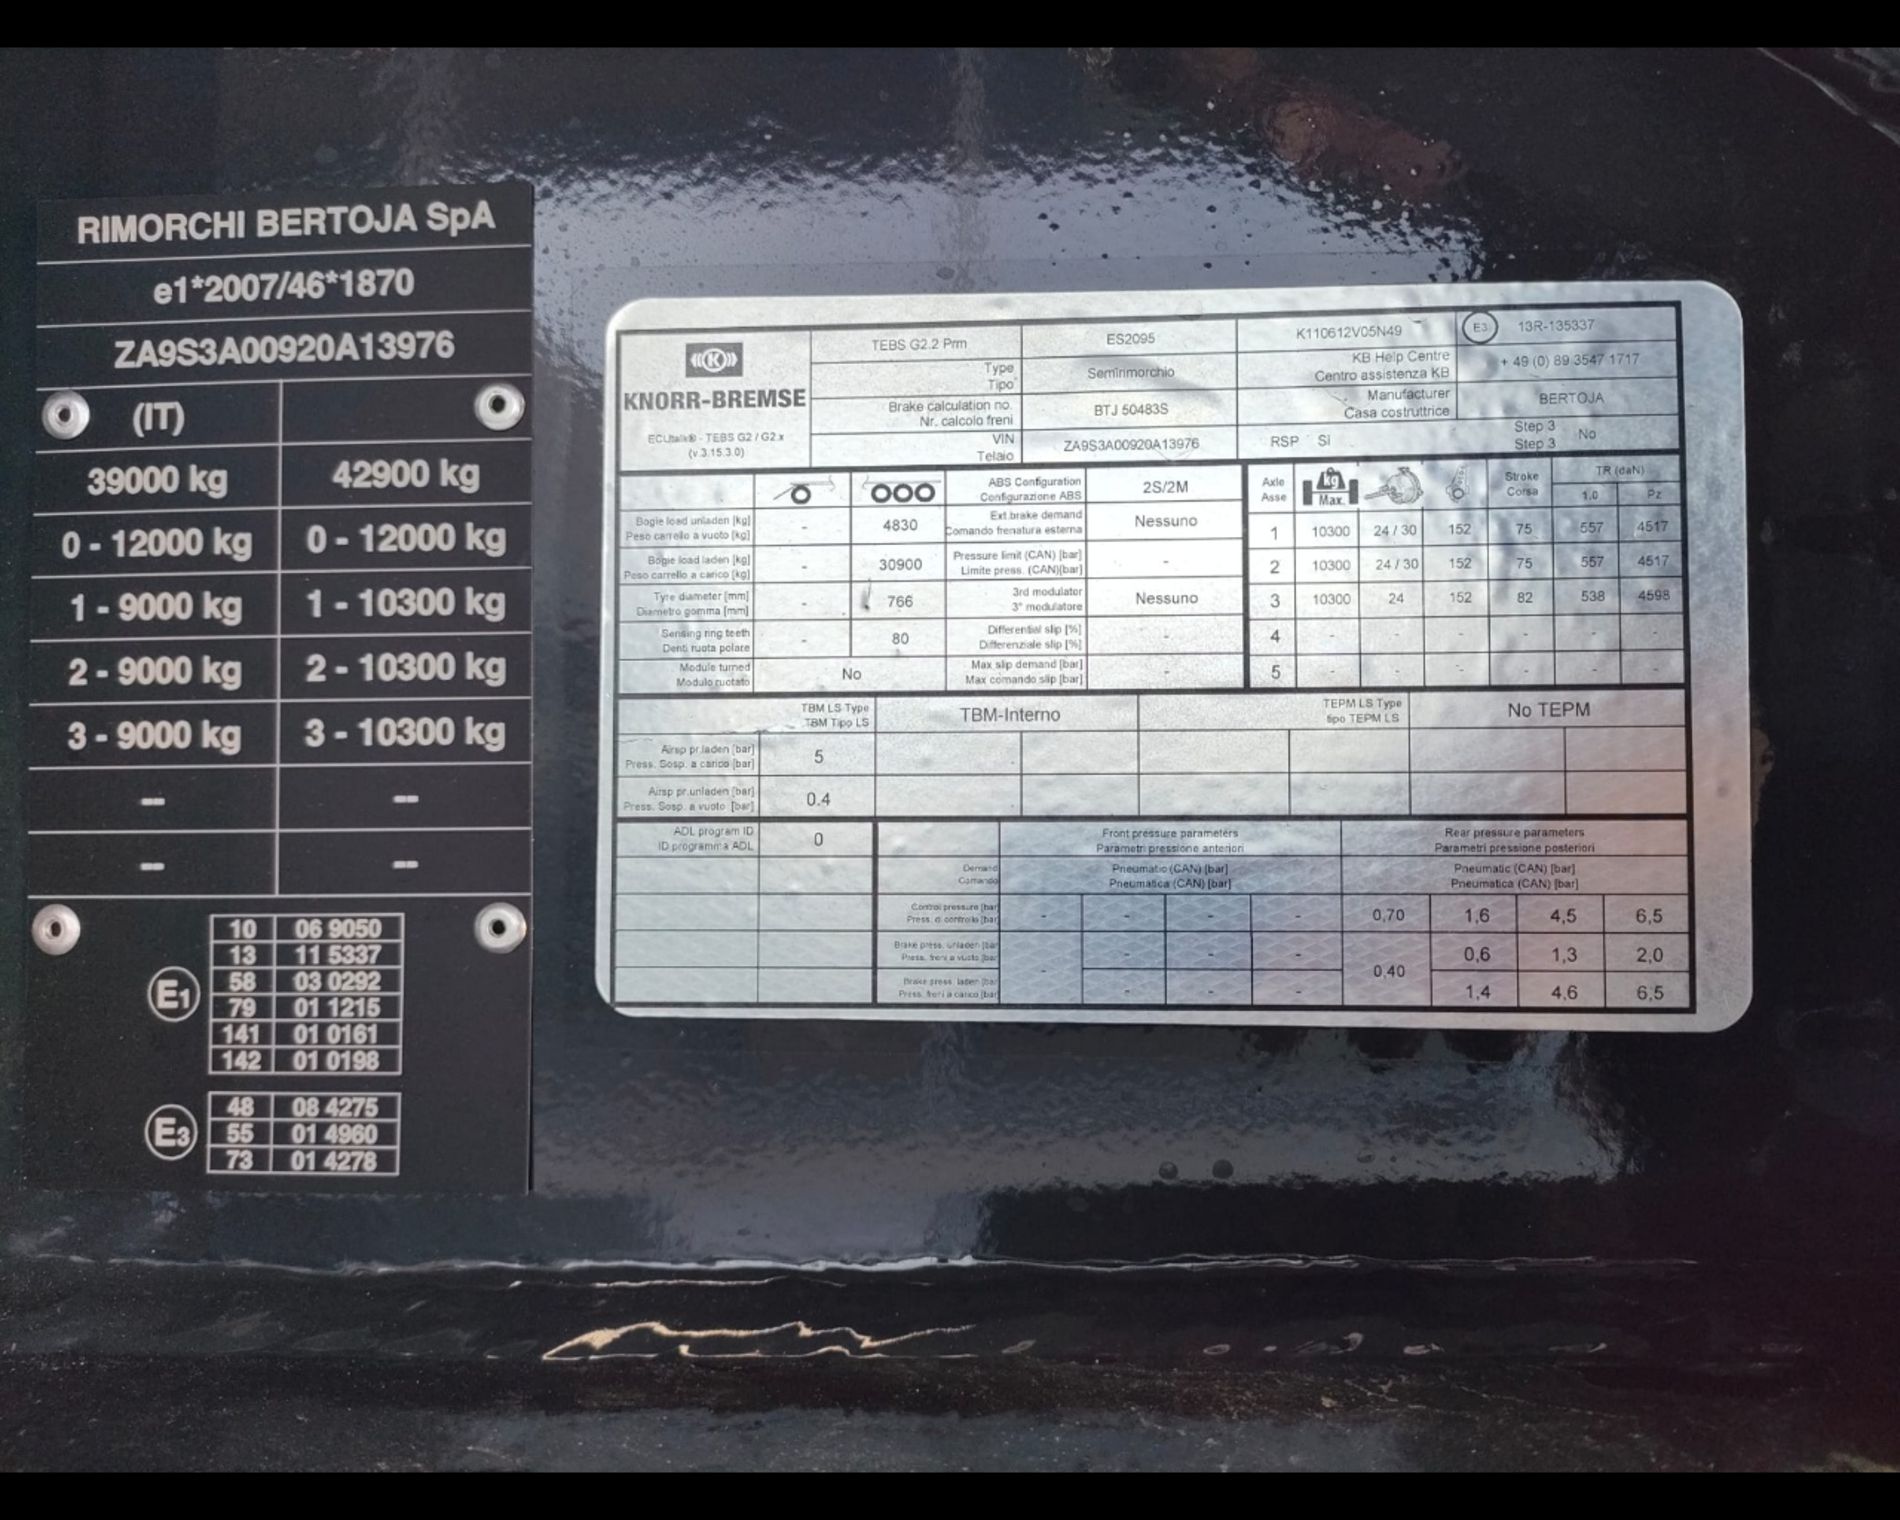 RIMORCHI BERTOJA SpA
e1*2007/46*1870
ZA9S3A00920A13976
(IT)
39000 kg 42900 kg
0 - 12000 kg 0 - 12000 kg
1 - 9000 kg 1 - 10300 kg
2 - 9000 kg 2 - 10300 kg
3 - 9000 kg 3 - 10300 kg
-- --
-- --
E1
10 06 9050
13 11 5337
58 03 0292
79 01 1215
141 01 0161
142 01 0198
E3
48 08 4275
55 01 4960
73 01 4278
((K))
KNORR-BREMSE
ECUtalk® - TEBS G2 / G2.x
(v.3.15.3.0)
TEBS G2.2 Prm ES2095 K110612V05N49 E3 13R-135337
Type
Tipo
Semirimorchio
KB Help Centre
Centro assistenza KB
+ 49 (0) 89 3547 1717
Brake calculation no.
Nr. calcolo freni
BTJ 50483S
Manufacturer
Casa costruttrice
BERTOJA
VIN
Telaio
ZA9S3A00920A13976
RSP Si
Step 3
Step 3
No
ABS Configuration
Configurazione ABS
2S/2M
Bogie load unladen [kg]
Peso carrello a vuoto [kg]
- 4830
Ext.brake demand
Comando frenatura esterna
Nessuno
Bogie load laden [kg]
Peso carrello a carico [kg]
- 30900
Pressure limit (CAN) [bar]
Limite press. (CAN)[bar]
-
Tyre diameter [mm]
Diametro gomma [mm]
- 766
3rd modulator
3° modulatore
Nessuno
Sensing ring teeth
Denti ruota polare
- 80
Differential slip [%]
Differenziale slip [%]
-
Module turned
Modulo ruotato
No
Max slip demand [bar]
Max comando slip [bar]
-
Axle
Asse
kg
Max.
Stroke
Corsa
TR (daN)
1.0 Pz
1 10300 24 / 30 152 75 557 4517
2 10300 24 / 30 152 75 557 4517
3 10300 24 152 82 538 4598
4 - - - - - -
5 - - - - - -
TBM LS Type
TBM Tipo LS
TBM-Interno
TEPM LS Type
tipo TEPM LS
No TEPM
Airsp pr.laden [bar]
Press. Sosp. a carico [bar]
5
Airsp pr.unladen [bar]
Press. Sosp. a vuoto [bar]
0.4
ADL program ID
ID programma ADL
0
Front pressure parameters
Parametri pressione anteriori
Rear pressure parameters
Parametri pressione posteriori
Demand
Comando
Pneumatic (CAN) [bar]
Pneumatica (CAN) [bar]
Pneumatic (CAN) [bar]
Pneumatica (CAN) [bar]
Control pressure [bar
Press. di controllo [bar
- - - - 0,70 1,6 4,5 6,5
Brake press. unladen [bar
Press. freni a vuoto [bar
- - - - 0,40 0,6 1,3 2,0
Brake press. laden [bar
Press. freni a carico [bar
- - - 1,4 4,6 6,5